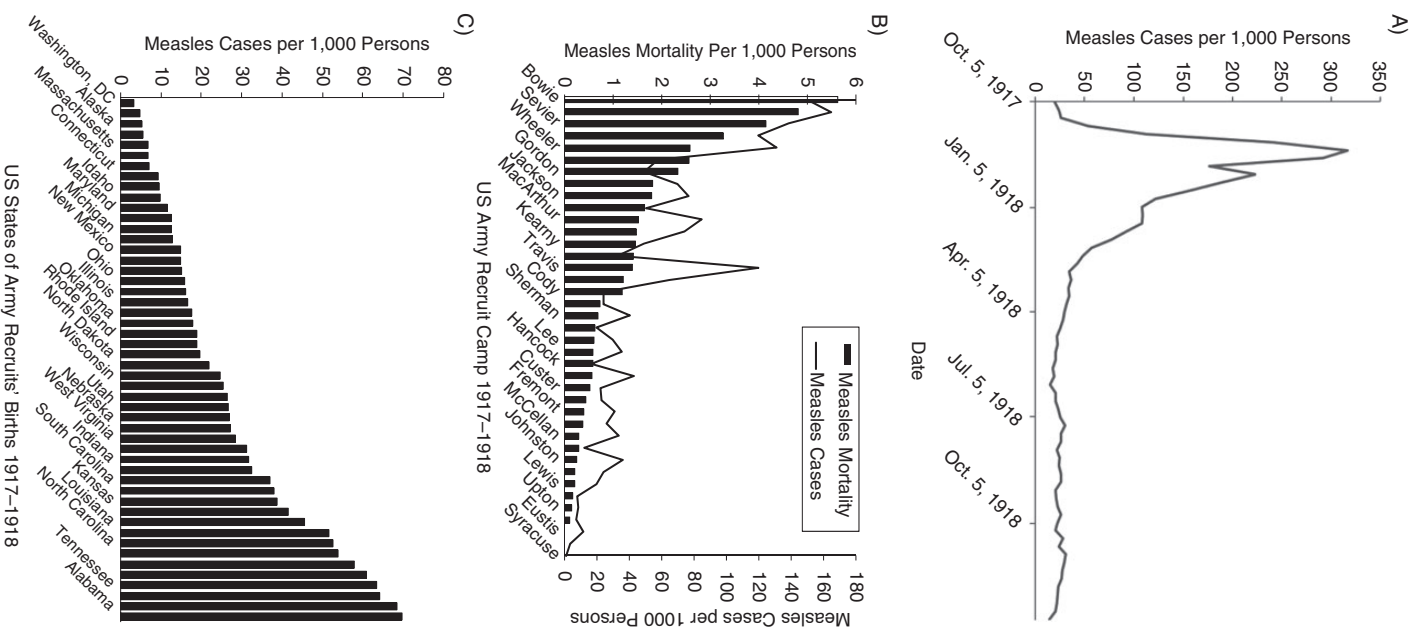 A)
Measles Cases per 1,000 Persons
350
300
250
200
150
100
50
0
Oct. 5, 1917
Jan. 5, 1918
Apr. 5, 1918
Jul. 5, 1918
Oct. 5, 1918
Date
B)
Measles Mortality Per 1,000 Persons
6
5
4
3
2
1
0
Measles Mortality
Measles Cases
180
160
140
120
100
80
60
40
20
0
Measles Cases per 1000 Persons
Bowie
Sevier
Wheeler
Gordon
Jackson
MacArthur
Kearny
Travis
Cody
Sherman
Lee
Hancock
Custer
Fremont
McCellan
Johnston
Lewis
Upton
Eustis
Syracuse
US Army Recruit Camp 1917–1918
C)
Measles Cases per 1,000 Persons
80
70
60
50
40
30
20
10
0
Washington, DC
Alaska
Massachusetts
Connecticut
Idaho
Maryland
Michigan
New Mexico
Ohio
Illinois
Oklahoma
Rhode Island
North Dakota
Wisconsin
Utah
Nebraska
West Virginia
Indiana
South Carolina
Kansas
Louisiana
North Carolina
Tennessee
Alabama
US States of Army Recruits' Births 1917–1918